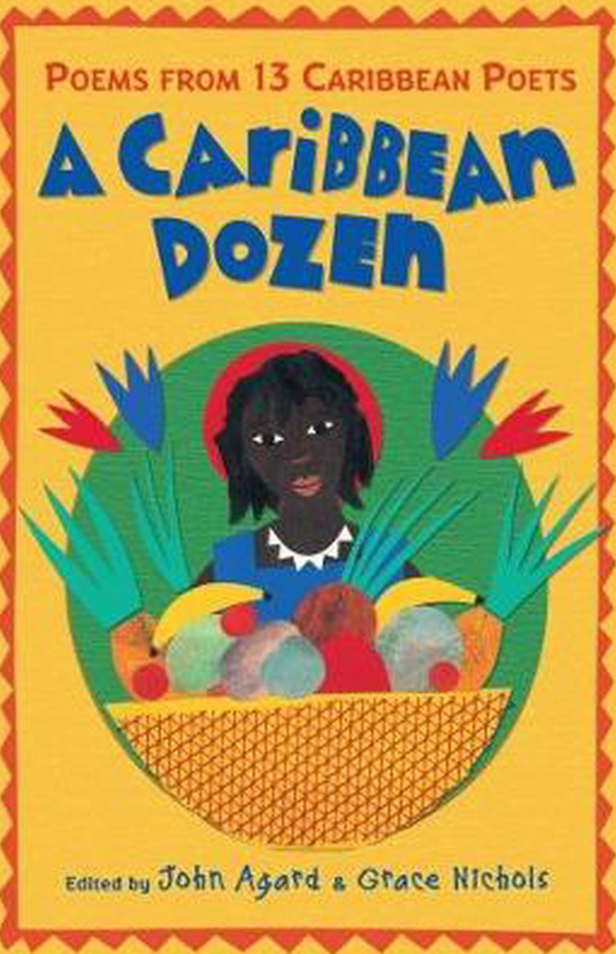 POEMS FROM 13 CARIBBEAN POETS
A CARIBBEAN
DOZEN
Edited by John Agard & Grace Nichols